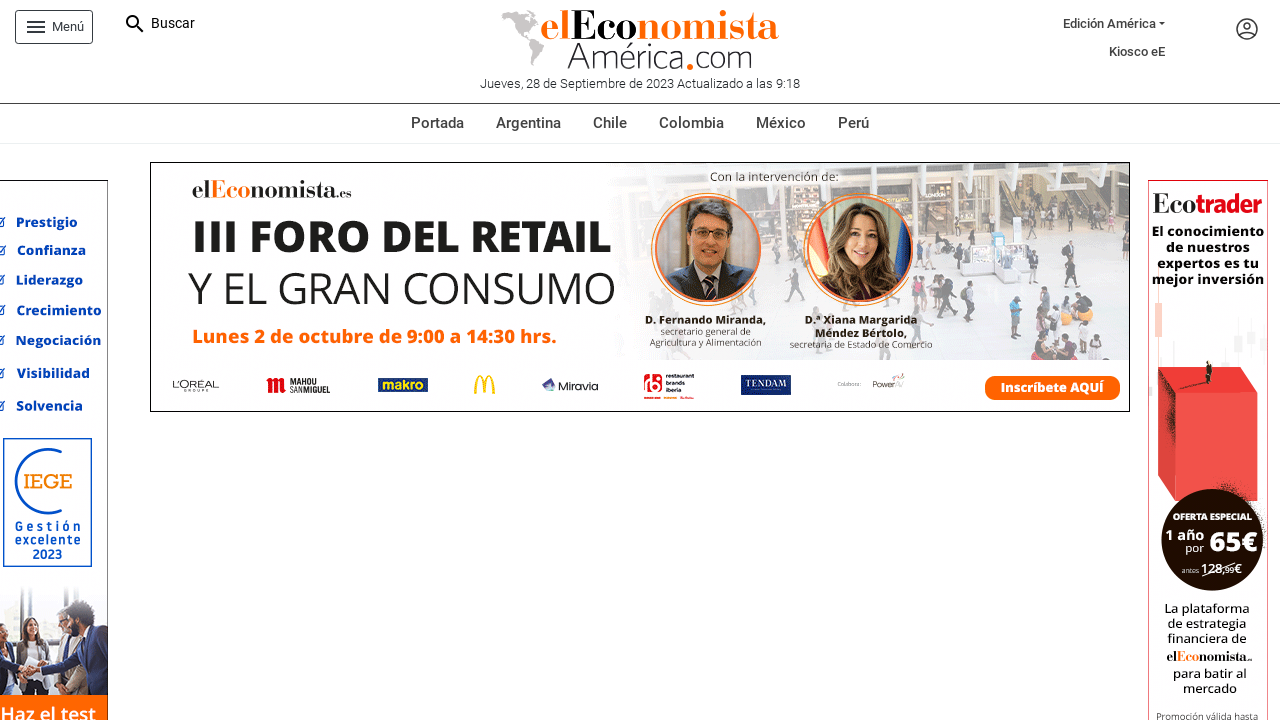 Menú
Buscar
elEconomista
América.com
Jueves, 28 de Septiembre de 2023 Actualizado a las 9:18
Edición América
Kiosco eE
Portada
Argentina
Chile
Colombia
México
Perú
Prestigio
Confianza
Liderazgo
Crecimiento
Negociación
Visibilidad
Solvencia
IEGE
Gestión
excelente
2023
Haz el test
elEconomista.es
III FORO DEL RETAIL
Y EL GRAN CONSUMO
Lunes 2 de octubre de 9:00 a 14:30 hrs.
Con la intervención de:
D. Fernando Miranda,
secretario general de
Agricultura y Alimentación
D.ª Xiana Margarida
Méndez Bértolo,
secretaria de Estado de Comercio
L'ORÉAL
GROUPE
MAHOU
SANMIGUEL
makro
Miravia
rb
restaurant
brands
iberia
TENDAM
Colabora:
Power
Inscríbete AQUÍ
Ecotrader
El conocimiento
de nuestros
expertos es tu
mejor inversión
OFERTA ESPECIAL
1 año
por 65€
antes 128,99€
La plataforma
de estrategia
financiera de
elEconomista.es
para batir al
mercado
Promoción válida hasta